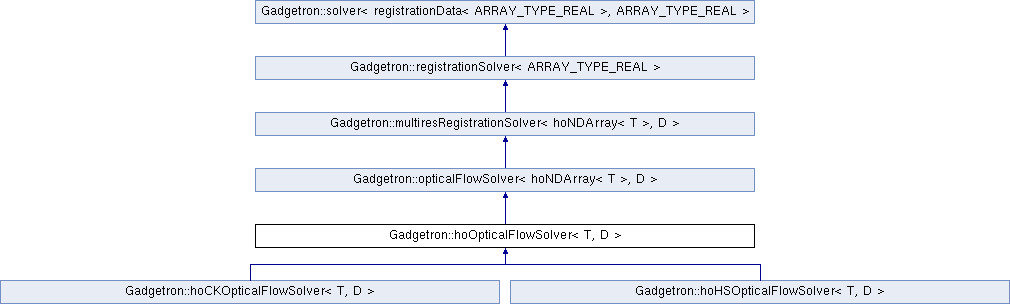 Gadgetron::solver< registrationData< ARRAY_TYPE_REAL >, ARRAY_TYPE_REAL >
Gadgetron::registrationSolver< ARRAY_TYPE_REAL >
Gadgetron::multiresRegistrationSolver< hoNDArray< T >, D >
Gadgetron::opticalFlowSolver< hoNDArray< T >, D >
Gadgetron::hoOpticalFlowSolver< T, D >
Gadgetron::hoCKOpticalFlowSolver< T, D >
Gadgetron::hoHSOpticalFlowSolver< T, D >